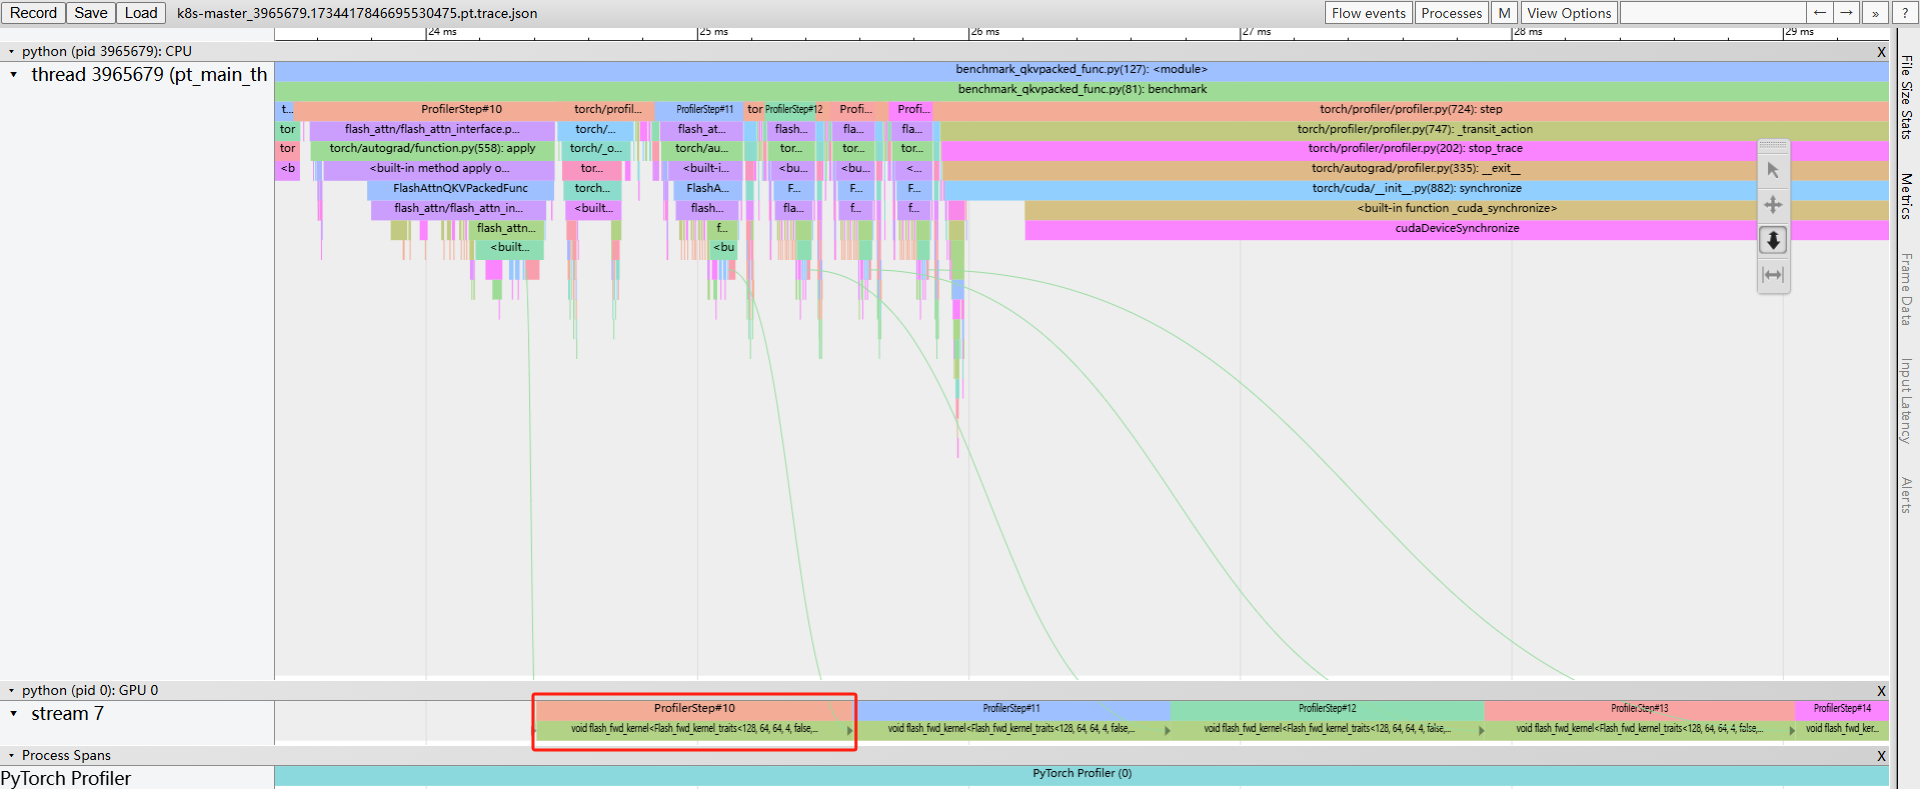 Record Save Load k8s-master_3965679.1734417846695530475.pt.trace.json Flow events Processes M View Options ← → » ?
24 ms 25 ms 26 ms 27 ms 28 ms 29 ms
python (pid 3965679): CPU X
thread 3965679 (pt_main_th
benchmark_qkvpacked_func.py(127): <module>
benchmark_qkvpacked_func.py(81): benchmark
t... ProfilerStep#10 torch/profil... ProfilerStep#11 tor ProfilerStep#12 Profi... Profi... torch/profiler/profiler.py(724): step
tor flash_attn/flash_attn_interface.p... torch/... flash_at... flash... fla... fla... torch/profiler/profiler.py(747): _transit_action
tor torch/autograd/function.py(558): apply torch/_o... torch/au... tor... tor... tor... torch/profiler/profiler.py(202): stop_trace
<b <built-in method apply o... tor... <built-i... <bu... <bu... <... torch/autograd/profiler.py(335): __exit__
FlashAttnQKVPackedFunc torch... FlashA... F... F... F... torch/cuda/__init__.py(882): synchronize
flash_attn/flash_attn_in... <built... flash... fla... f... f... <built-in function _cuda_synchronize>
flash_attn... f... cudaDeviceSynchronize
<built... <bu
python (pid 0): GPU 0 X
stream 7
ProfilerStep#10 ProfilerStep#11 ProfilerStep#12 ProfilerStep#13 ProfilerStep#14
void flash_fwd_kernel<Flash_fwd_kernel_traits<128, 64, 64, 4, false,... void flash_fwd_kernel<Flash_fwd_kernel_traits<128, 64, 64, 4, false,... void flash_fwd_kernel<Flash_fwd_kernel_traits<128, 64, 64, 4, false,... void flash_fwd_kernel<Flash_fwd_kernel_traits<128, 64, 64, 4, false,... void flash_fwd_ker...
Process Spans X
PyTorch Profiler
PyTorch Profiler (0)
File Size Stats
Metrics
Frame Data
Input Latency
Alerts